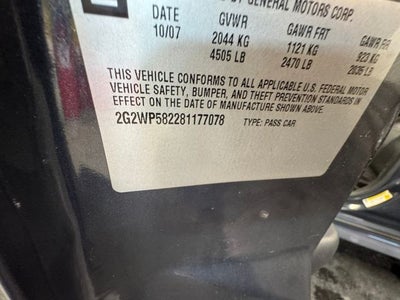 BY GENERAL MOTORS CORP.
DATE GVWR GAWR FRT GAWR RR
10/07 2044 KG 1121 KG 923 KG
4505 LB 2470 LB 2035 LB
THIS VEHICLE CONFORMS TO ALL APPLICABLE U.S. FEDERAL MOTOR
VEHICLE SAFETY, BUMPER, AND THEFT PREVENTION STANDARDS IN
EFFECT ON THE DATE OF MANUFACTURE SHOWN ABOVE.
2G2WP582281177078 TYPE: PASS CAR